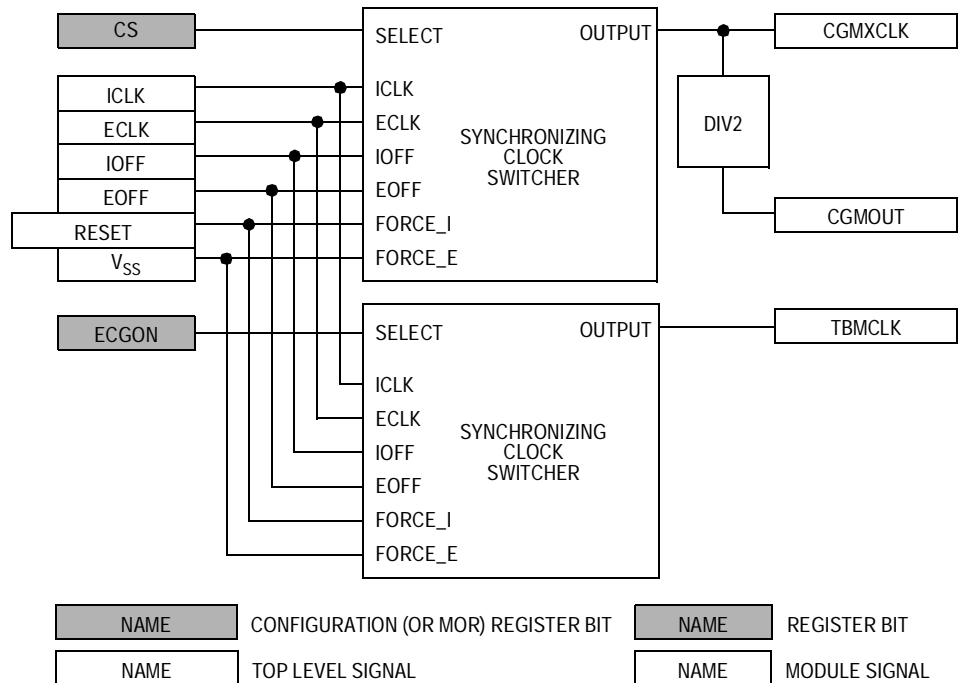 CS
SELECT
OUTPUT
CGMXCLK
ICLK
ECLK
IOFF
EOFF
RESET
VSS
ICLK
ECLK
IOFF
EOFF
FORCE_I
FORCE_E
SYNCHRONIZING
CLOCK
SWITCHER
DIV2
CGMOUT
ECGON
SELECT
OUTPUT
TBMCLK
ICLK
ECLK
IOFF
EOFF
FORCE_I
FORCE_E
SYNCHRONIZING
CLOCK
SWITCHER
NAME CONFIGURATION (OR MOR) REGISTER BIT
NAME REGISTER BIT
NAME TOP LEVEL SIGNAL
NAME MODULE SIGNAL